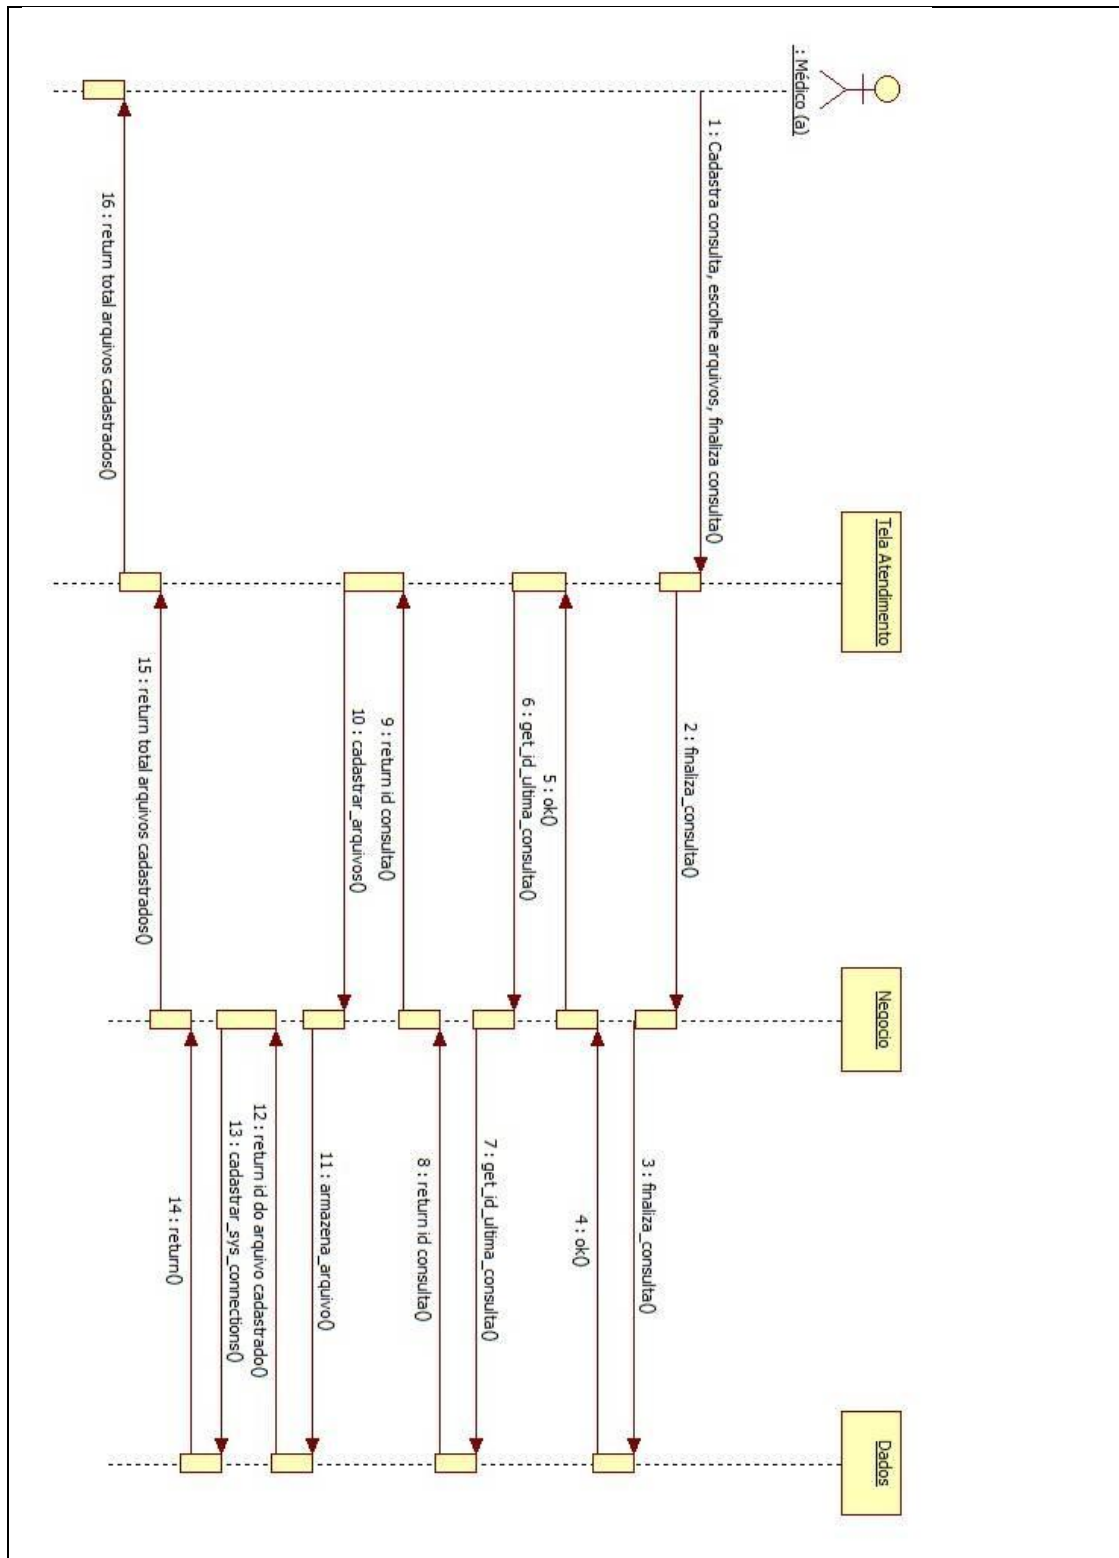 : Médico (a)
Tela Atendimento
Negocio
Dados
1 : Cadastra consulta, escolhe arquivos, finaliza consulta()
2 : finaliza_consulta()
3 : finaliza_consulta()
4 : ok()
5 : ok()
6 : get_id_ultima_consulta()
7 : get_id_ultima_consulta()
8 : return id consulta()
9 : return id consulta()
10 : cadastrar_arquivos()
11 : armazena_arquivo()
12 : return id do arquivo cadastrado()
13 : cadastrar_sys_connections()
14 : return()
15 : return total arquivos cadastrados()
16 : return total arquivos cadastrados()